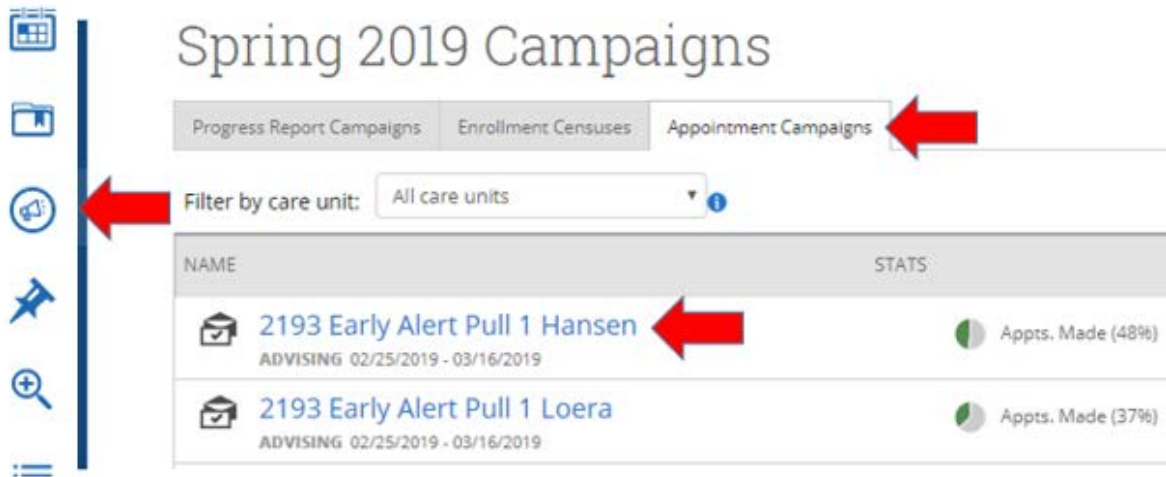 Spring 2019 Campaigns
Progress Report Campaigns Enrollment Censuses Appointment Campaigns
Filter by care unit: All care units
NAME STATS
2193 Early Alert Pull 1 Hansen Appts. Made (48%)
ADVISING 02/25/2019 - 03/16/2019
2193 Early Alert Pull 1 Loera Appts. Made (37%)
ADVISING 02/25/2019 - 03/16/2019